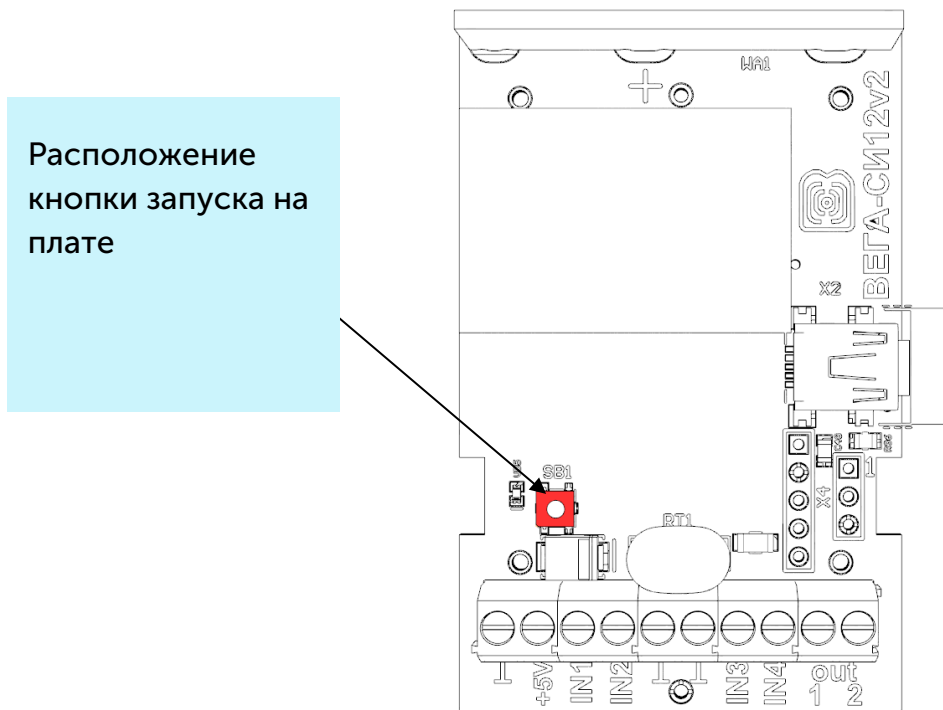 WA1
ВЕГА-СИ12v2
Расположение
кнопки запуска на
плате
X2
SB1
1
X4
RT1
+5V
IN1
IN2
IN3
IN4
out
1 2